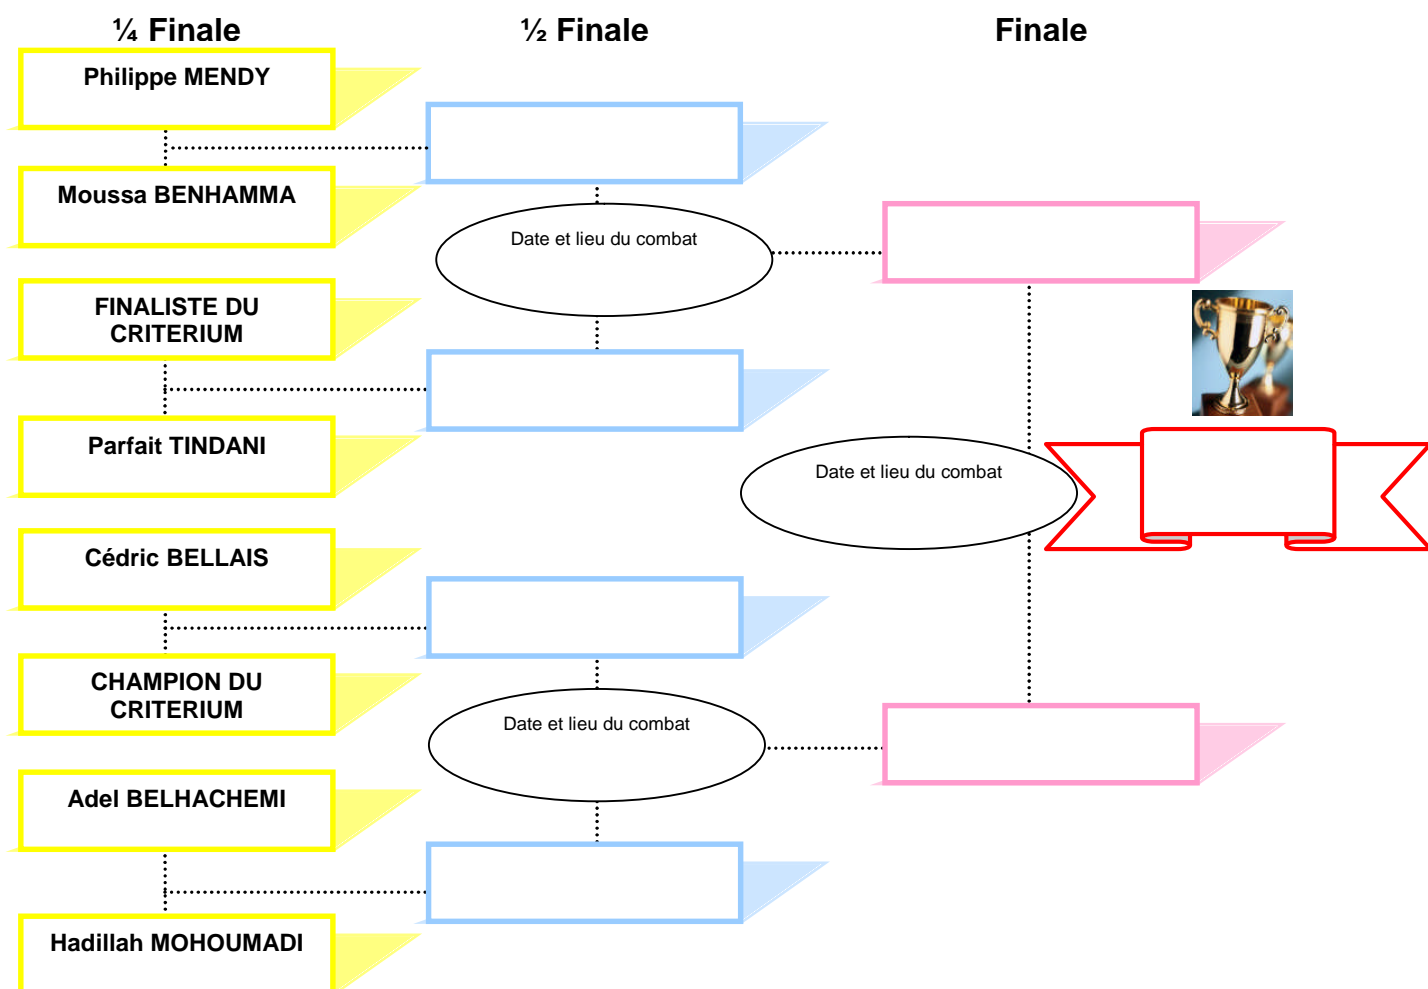 ¼ Finale
½ Finale
Finale
Philippe MENDY
Moussa BENHAMMA
Date et lieu du combat
FINALISTE DU
CRITERIUM
Parfait TINDANI
Date et lieu du combat
Cédric BELLAIS
CHAMPION DU
CRITERIUM
Date et lieu du combat
Adel BELHACHEMI
Hadillah MOHOUMADI